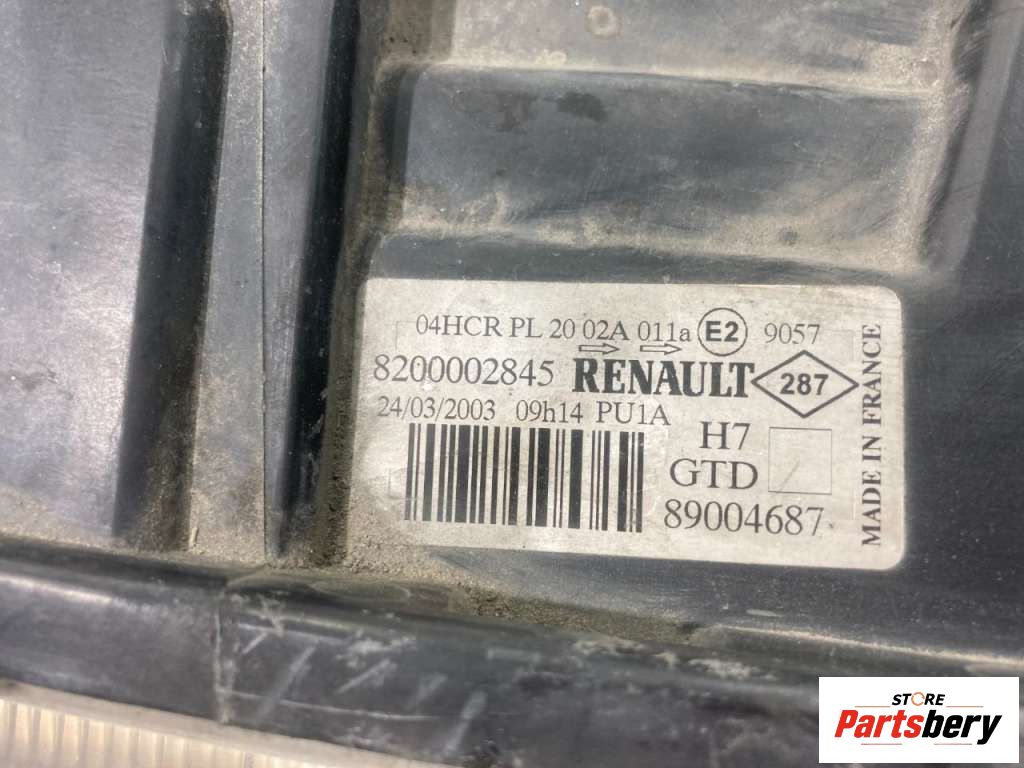 04HCR PL 20 02A 011a E2 9057
8200002845 RENAULT 287
24/03/2003 09h14 PU1A
H7
GTD
89004687
MADE IN FRANCE
STORE
Partsbery